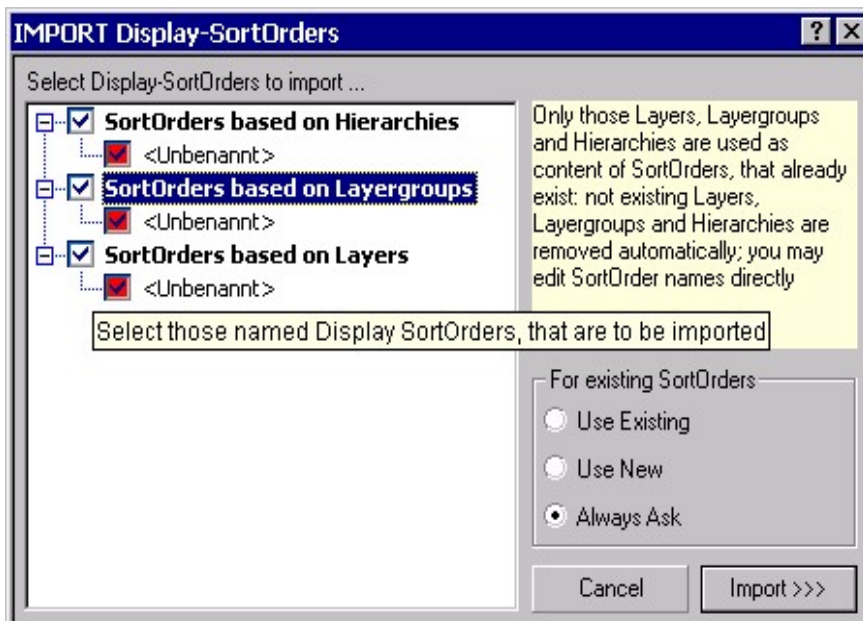 IMPORT Display-SortOrders
Select Display-SortOrders to import ...
SortOrders based on Hierarchies
<Unbenannt>
SortOrders based on Layergroups
<Unbenannt>
SortOrders based on Layers
<Unbenannt>
Select those named Display SortOrders, that are to be imported
Only those Layers, Layergroups
and Hierarchies are used as
content of SortOrders, that already
exist: not existing Layers,
Layergroups and Hierarchies are
removed automatically; you may
edit SortOrder names directly
For existing SortOrders
Use Existing
Use New
Always Ask
Cancel
Import >>>